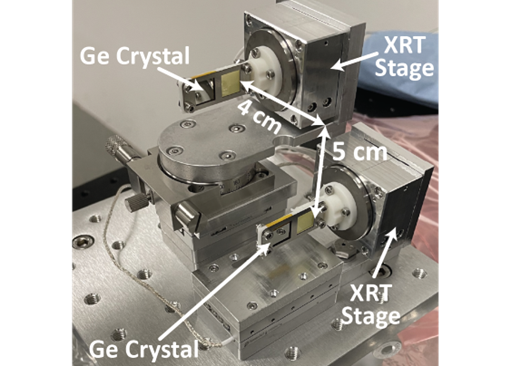 Ge Crystal
XRT
Stage
4 cm
5 cm
XRT
Stage
Ge Crystal